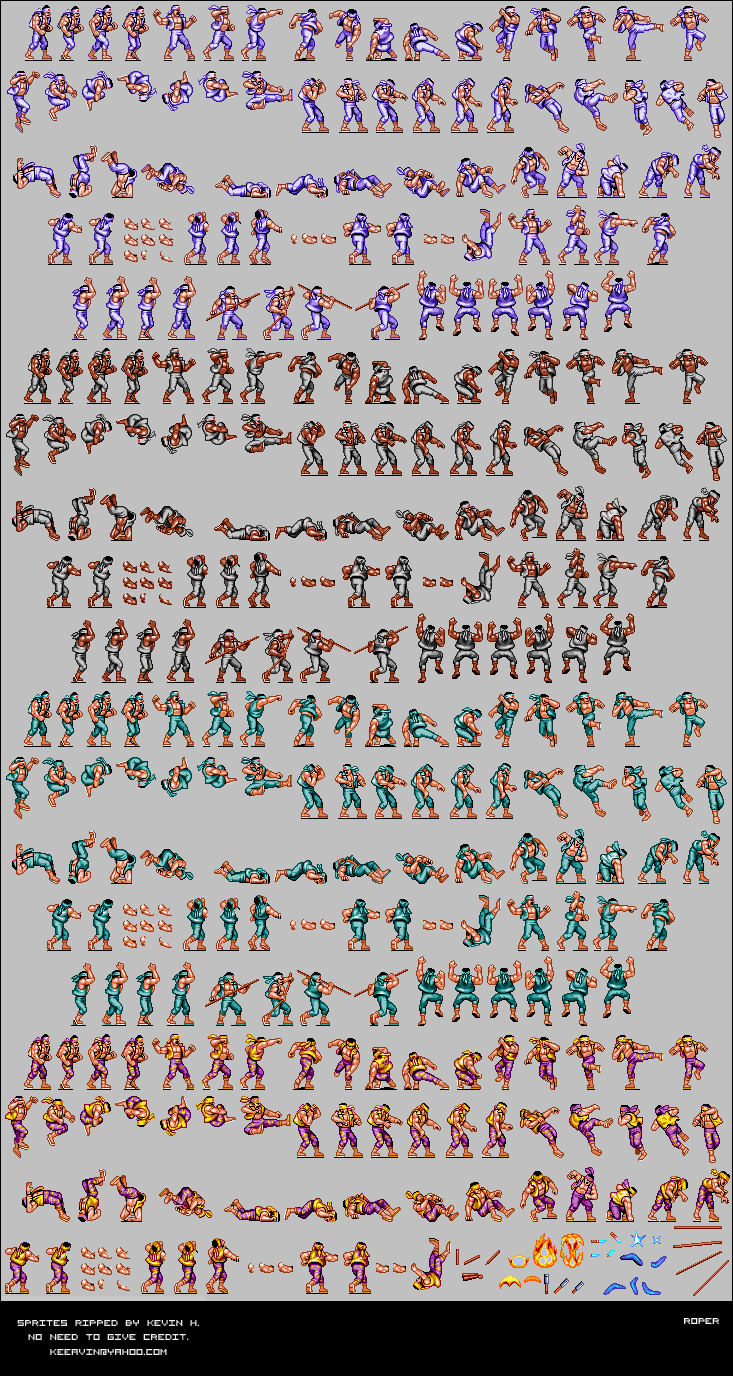 SPRITES RIPPED BY KEVIN H.
NO NEED TO GIVE CREDIT.
KEEAVIN@YAHOO.COM
ROPER